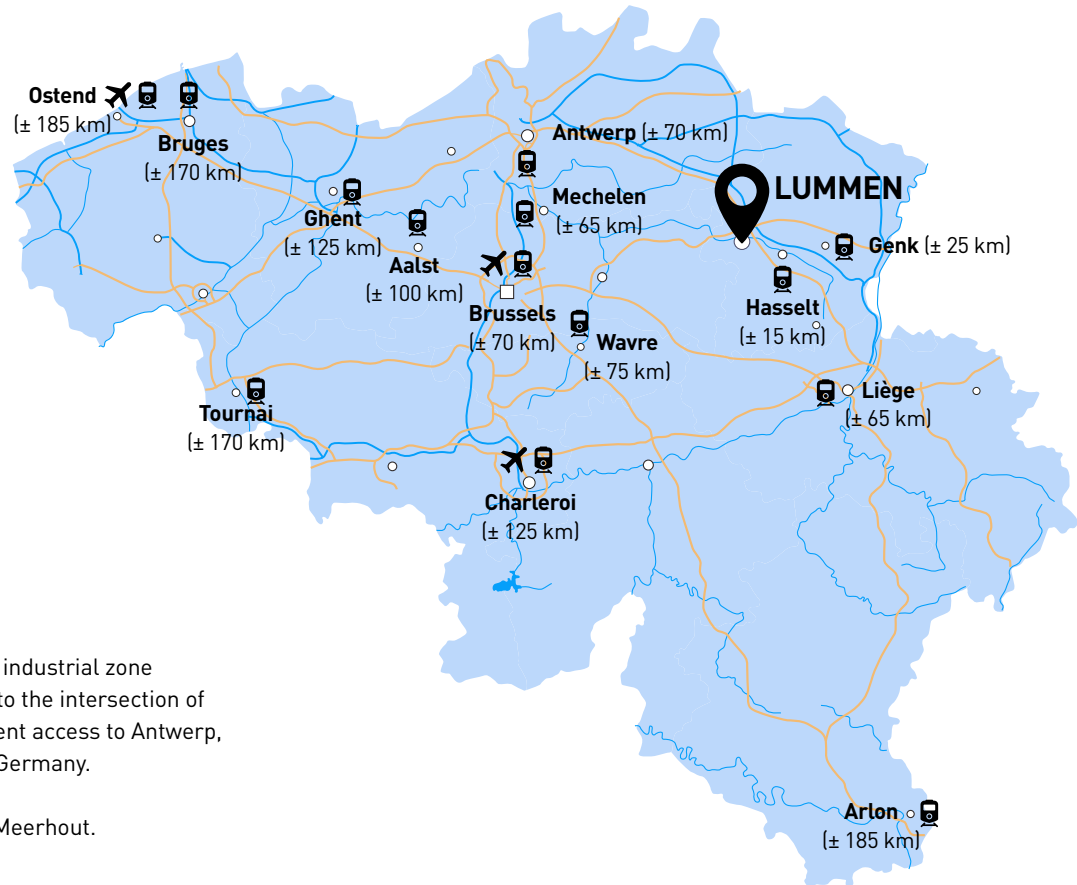 Ostend
(± 185 km)
Bruges
(± 170 km)
Antwerp (± 70 km)
LUMMEN
Mechelen
(± 65 km)
Ghent
(± 125 km)
Genk (± 25 km)
Aalst
(± 100 km)
Hasselt
(± 15 km)
Brussels
(± 70 km)
Wavre
(± 75 km)
Liège
(± 65 km)
Tournai
(± 170 km)
Charleroi
(± 125 km)
industrial zone
to the intersection of
ent access to Antwerp,
Germany.
Meerhout.
Arlon
(± 185 km)